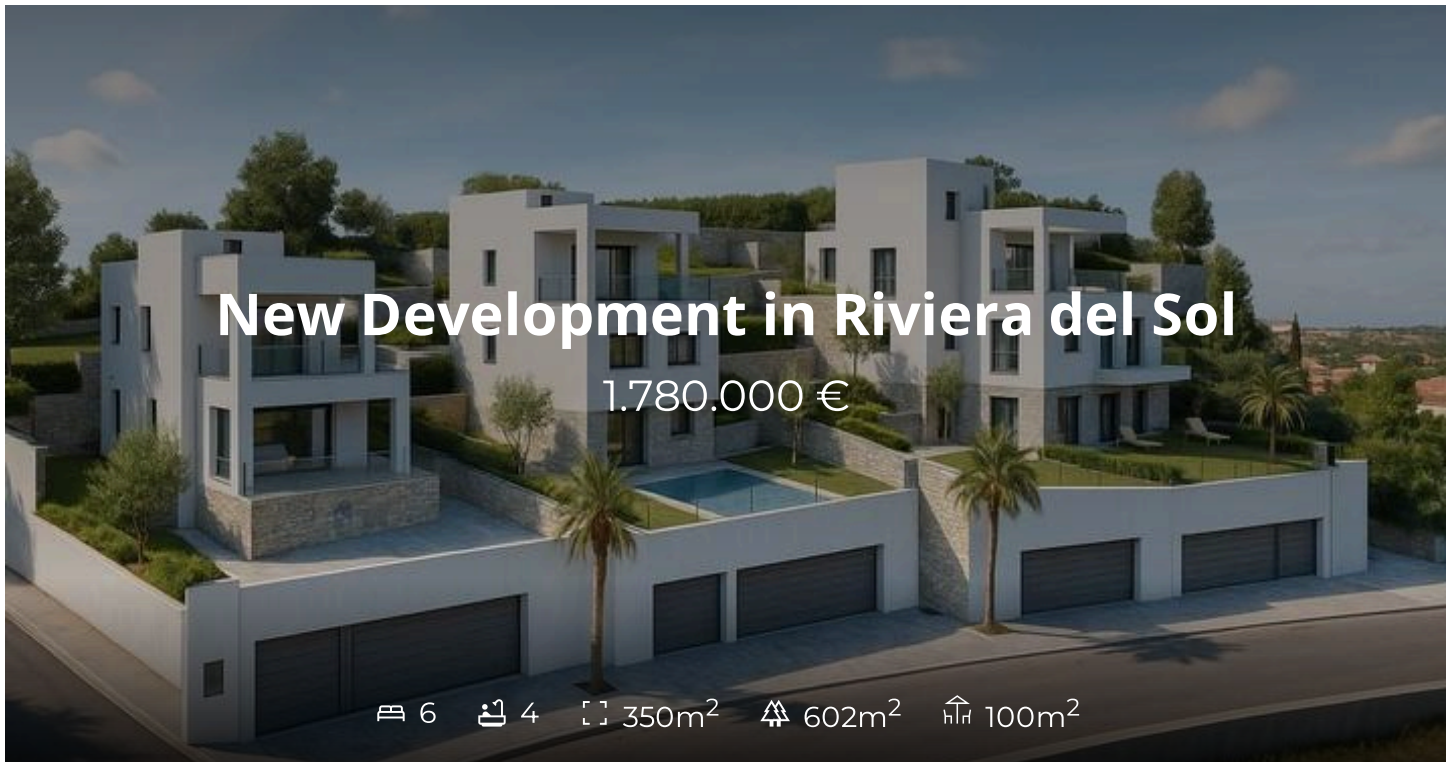 New Development in Riviera del Sol
1.780.000 €
6 4 350m² 602m² 100m²